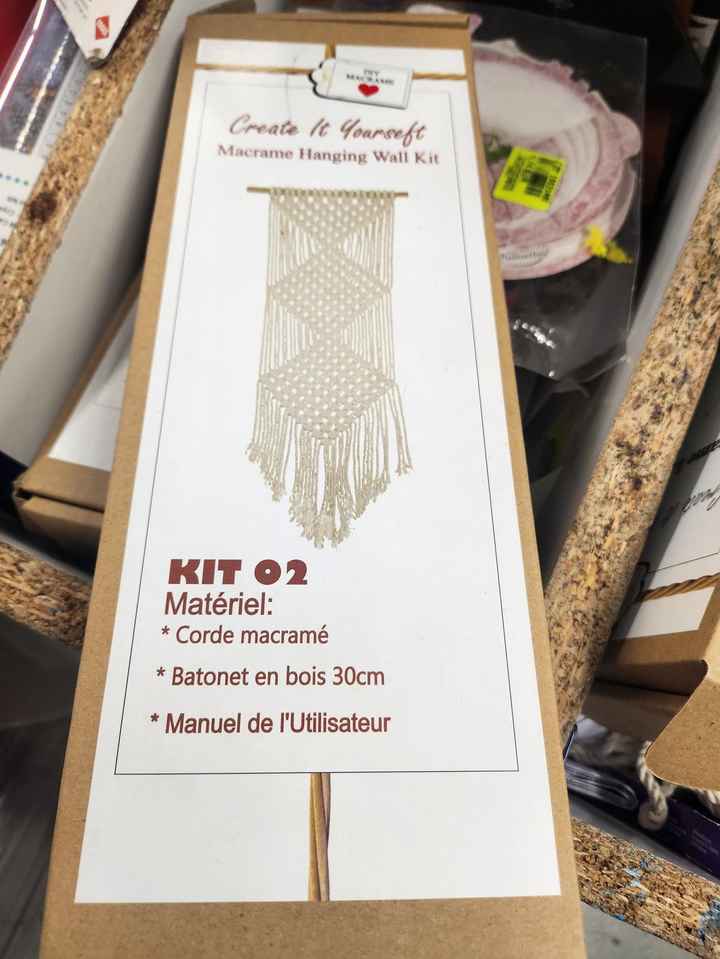 DIY
MACRAME
Create It Yourseft
Macrame Hanging Wall Kit
KIT 02
Matériel:
* Corde macramé
* Batonet en bois 30cm
* Manuel de l'Utilisateur